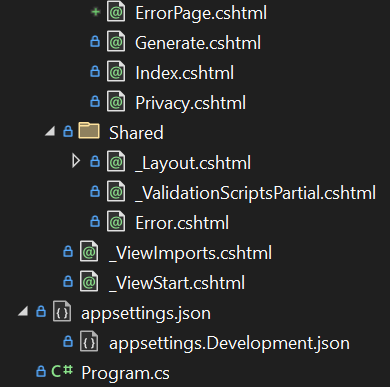 ErrorPage.cshtml
Generate.cshtml
Index.cshtml
Privacy.cshtml
Shared
_Layout.cshtml
_ValidationScriptsPartial.cshtml
Error.cshtml
_ViewImports.cshtml
_ViewStart.cshtml
appsettings.json
appsettings.Development.json
C# Program.cs